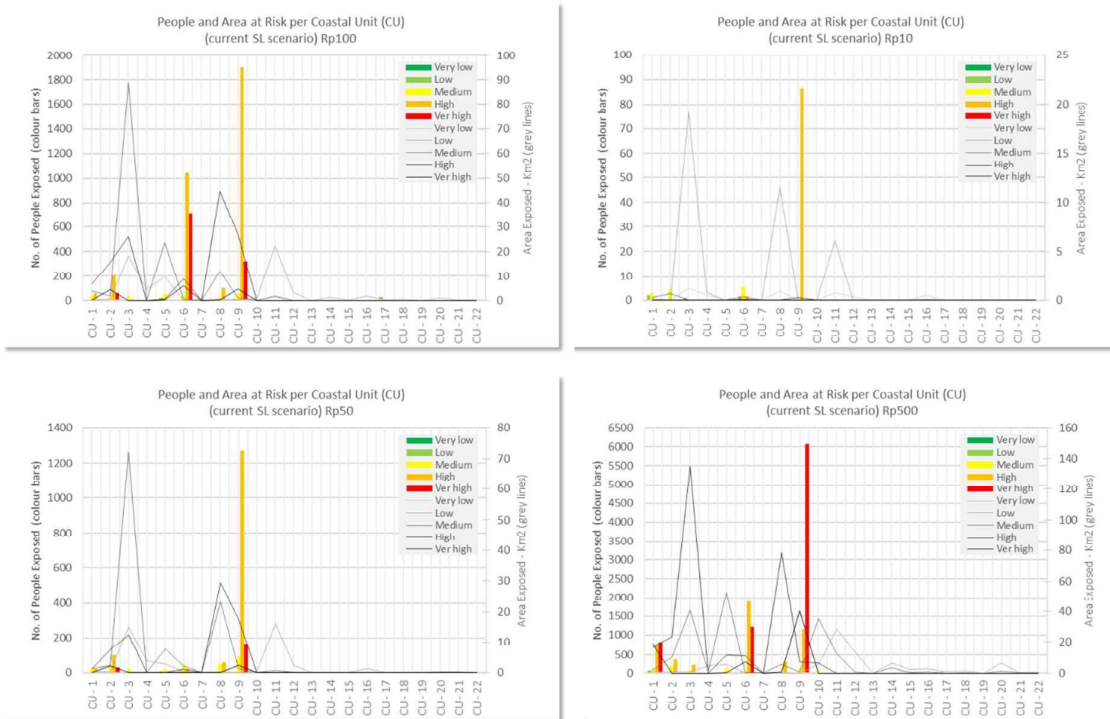 People and Area at Risk per Coastal Unit (CU)
(current SL scenario) Rp100
No. of People Exposed (colour bars)
2000
1800
1600
1400
1200
1000
800
600
400
200
0
Very low
Low
Medium
High
Ver high
Very low
Low
Medium
High
Ver high
100
90
80
70
60
50
40
30
20
10
0
Area Exposed - Km2 (grey lines)
CU - 1
CU - 2
CU - 3
CU - 4
CU - 5
CU - 6
CU - 7
CU - 8
CU - 9
CU - 10
CU - 11
CU - 12
CU - 13
CU - 14
CU - 15
CU - 16
CU - 17
CU - 18
CU - 19
CU - 20
CU - 21
CU - 22
People and Area at Risk per Coastal Unit (CU)
(current SL scenario) Rp10
No. of People Exposed (colour bars)
100
90
80
70
60
50
40
30
20
10
0
Very low
Low
Medium
High
Ver high
Very low
Low
Medium
High
Ver high
25
20
15
10
5
0
Area Exposed - Km2 (grey lines)
CU - 1
CU - 2
CU - 3
CU - 4
CU - 5
CU - 6
CU - 7
CU - 8
CU - 9
CU - 10
CU - 11
CU - 12
CU - 13
CU - 14
CU - 15
CU - 16
CU - 17
CU - 18
CU - 19
CU - 20
CU - 21
CU - 22
People and Area at Risk per Coastal Unit (CU)
(current SL scenario) Rp50
No. of People Exposed (colour bars)
1400
1200
1000
800
600
400
200
0
Very low
Low
Medium
High
Ver high
Very low
Low
Medium
High
Ver high
80
70
60
50
40
30
20
10
0
Area Exposed - Km2 (grey lines)
CU - 1
CU - 2
CU - 3
CU - 4
CU - 5
CU - 6
CU - 7
CU - 8
CU - 9
CU - 10
CU - 11
CU - 12
CU - 13
CU - 14
CU - 15
CU - 16
CU - 17
CU - 18
CU - 19
CU - 20
CU - 21
CU - 22
People and Area at Risk per Coastal Unit (CU)
(current SL scenario) Rp500
No. of People Exposed (colour bars)
6500
6000
5500
5000
4500
4000
3500
3000
2500
2000
1500
1000
500
0
Very low
Low
Medium
High
Ver high
Very low
Low
Medium
High
Ver high
160
140
120
100
80
60
40
20
0
Area Exposed - Km2 (grey lines)
CU - 1
CU - 2
CU - 3
CU - 4
CU - 5
CU - 6
CU - 7
CU - 8
CU - 9
CU - 10
CU - 11
CU - 12
CU - 13
CU - 14
CU - 15
CU - 16
CU - 17
CU - 18
CU - 19
CU - 20
CU - 21
CU - 22